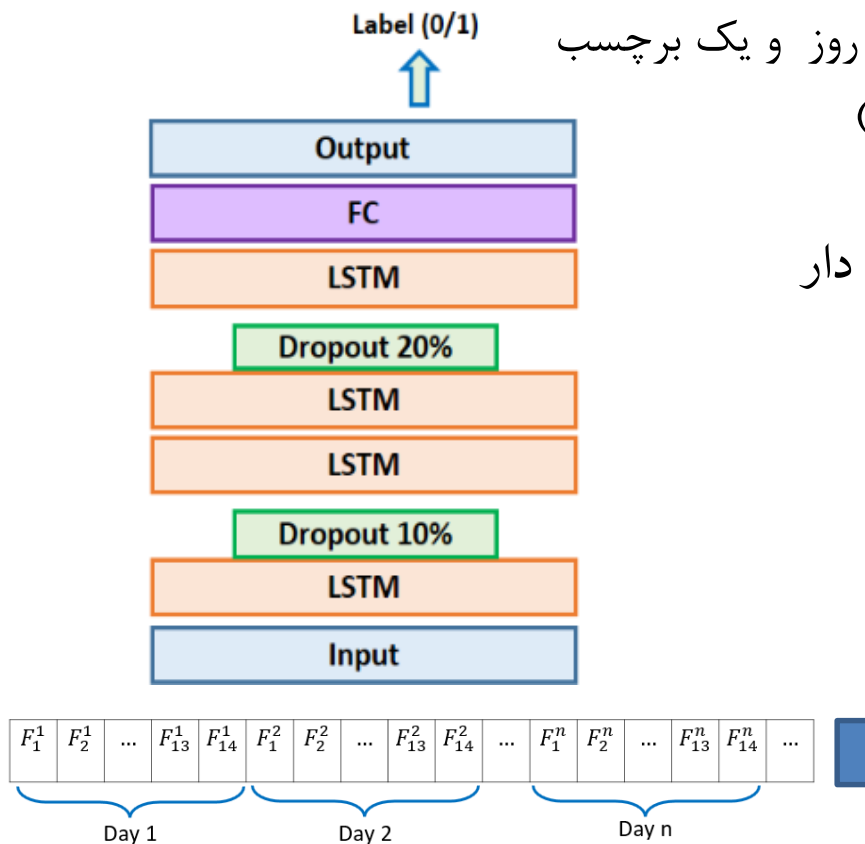 Label (0/1)
روز و یک برچسب
(
Output
FC
LSTM
دار
Dropout 20%
LSTM
LSTM
Dropout 10%
LSTM
Input
F₁¹ F₂¹ ... F₁₃¹ F₁₄¹ F₁² F₂² ... F₁₃² F₁₄² ... F₁ⁿ F₂ⁿ ... F₁₃ⁿ F₁₄ⁿ ...
Day 1 Day 2 Day n